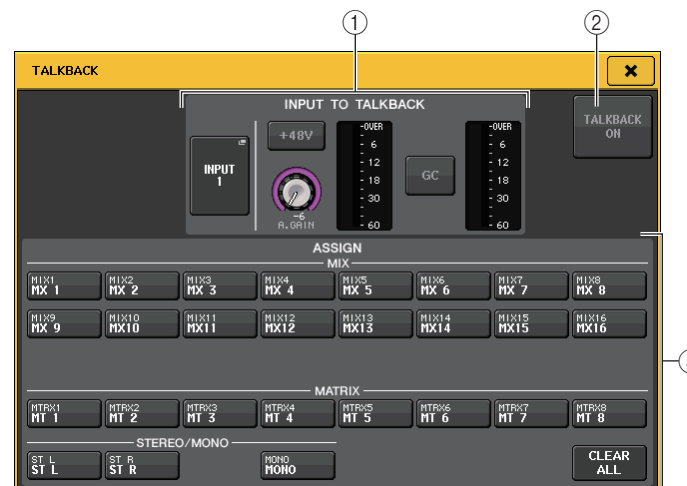 1 2
TALKBACK ×
INPUT TO TALKBACK
TALKBACK
ON
+48V
INPUT
1
GC
-6
A.GAIN
-OVER
- 6
- 12
- 18
- 30
- 60
-OVER
- 6
- 12
- 18
- 30
- 60
ASSIGN
MIX
MIX1 MIX2 MIX3 MIX4 MIX5 MIX6 MIX7 MIX8
MX 1 MX 2 MX 3 MX 4 MX 5 MX 6 MX 7 MX 8
MIX9 MIX10 MIX11 MIX12 MIX13 MIX14 MIX15 MIX16
MX 9 MX10 MX11 MX12 MX13 MX14 MX15 MX16
MATRIX
MTRX1 MTRX2 MTRX3 MTRX4 MTRX5 MTRX6 MTRX7 MTRX8
MT 1 MT 2 MT 3 MT 4 MT 5 MT 6 MT 7 MT 8
STEREO/MONO
ST L ST R MONO
ST L ST R MONO
CLEAR
ALL